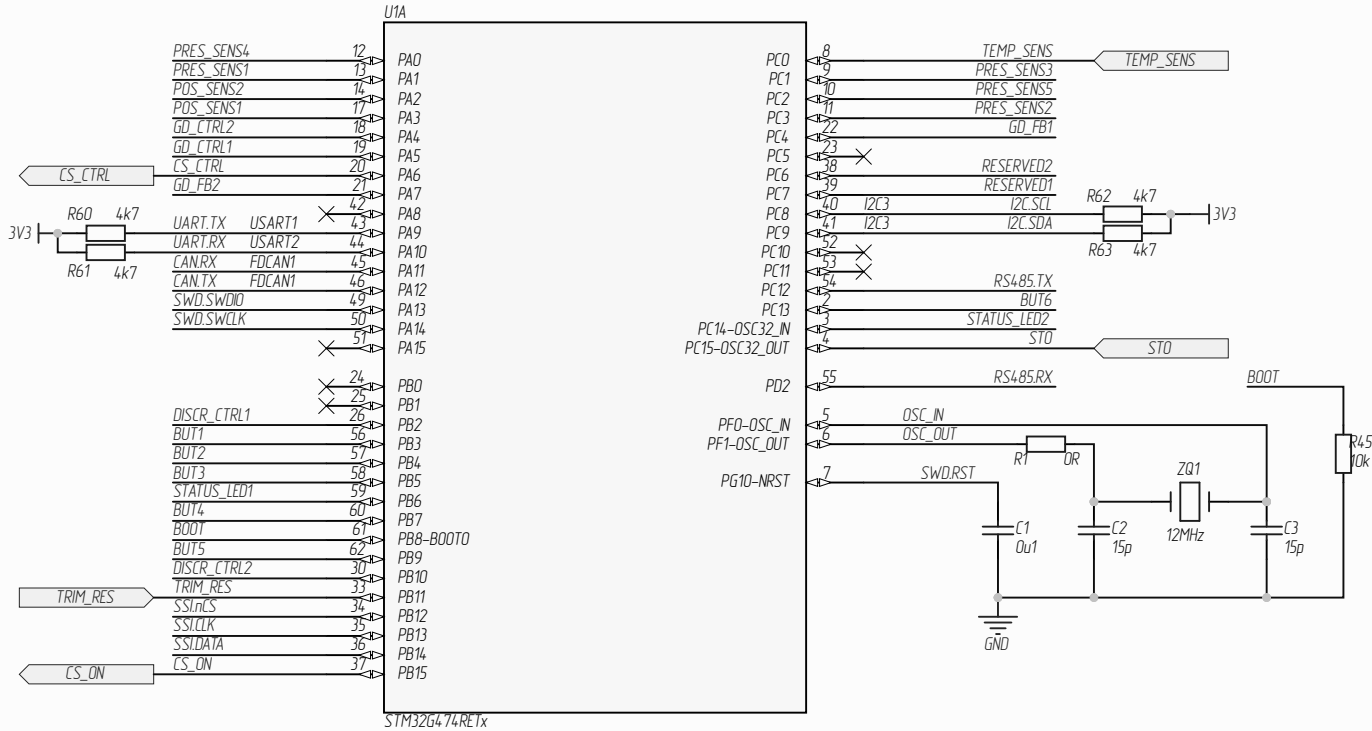 U1A
PRES_SENS4 12 PA0
PRES_SENS1 13 PA1
POS_SENS2 14 PA2
POS_SENS1 17 PA3
GD_CTRL2 18 PA4
GD_CTRL1 19 PA5
CS_CTRL CS_CTRL 20 PA6
GD_FB2 21 PA7
42 PA8
3V3 R60 4k7 UART.TX USART1 43 PA9
R61 4k7 UART.RX USART2 44 PA10
CAN.RX FDCAN1 45 PA11
CAN.TX FDCAN1 46 PA12
SWD.SWDIO 49 PA13
SWD.SWCLK 50 PA14
51 PA15
24 PB0
25 PB1
DISCR_CTRL1 26 PB2
BUT1 56 PB3
BUT2 57 PB4
BUT3 58 PB5
STATUS_LED1 59 PB6
BUT4 60 PB7
BOOT 61 PB8-BOOT0
BUT5 62 PB9
DISCR_CTRL2 30 PB10
TRIM_RES TRIM_RES 33 PB11
SSI.nCS 34 PB12
SSI.CLK 35 PB13
SSI.DATA 36 PB14
CS_ON CS_ON 37 PB15
STM32G474RETx
PC0 8 TEMP_SENS TEMP_SENS
PC1 9 PRES_SENS3
PC2 10 PRES_SENS5
PC3 11 PRES_SENS2
PC4 22 GD_FB1
PC5 23
PC6 38 RESERVED2
PC7 39 RESERVED1
PC8 40 I2C3 I2C.SCL R62 4k7 3V3
PC9 41 I2C3 I2C.SDA R63 4k7
PC10 52
PC11 53
PC12 54 RS485.TX
PC13 2 BUT6
PC14-OSC32_IN 3 STATUS_LED2
PC15-OSC32_OUT 4 STO STO
PD2 55 RS485.RX
BOOT
PF0-OSC_IN 5 OSC_IN
PF1-OSC_OUT 6 OSC_OUT
R1 0R
R45
10k
PG10-NRST 7 SWD.RST
ZQ1
12MHz
C1
0u1
C2
15p
C3
15p
GND